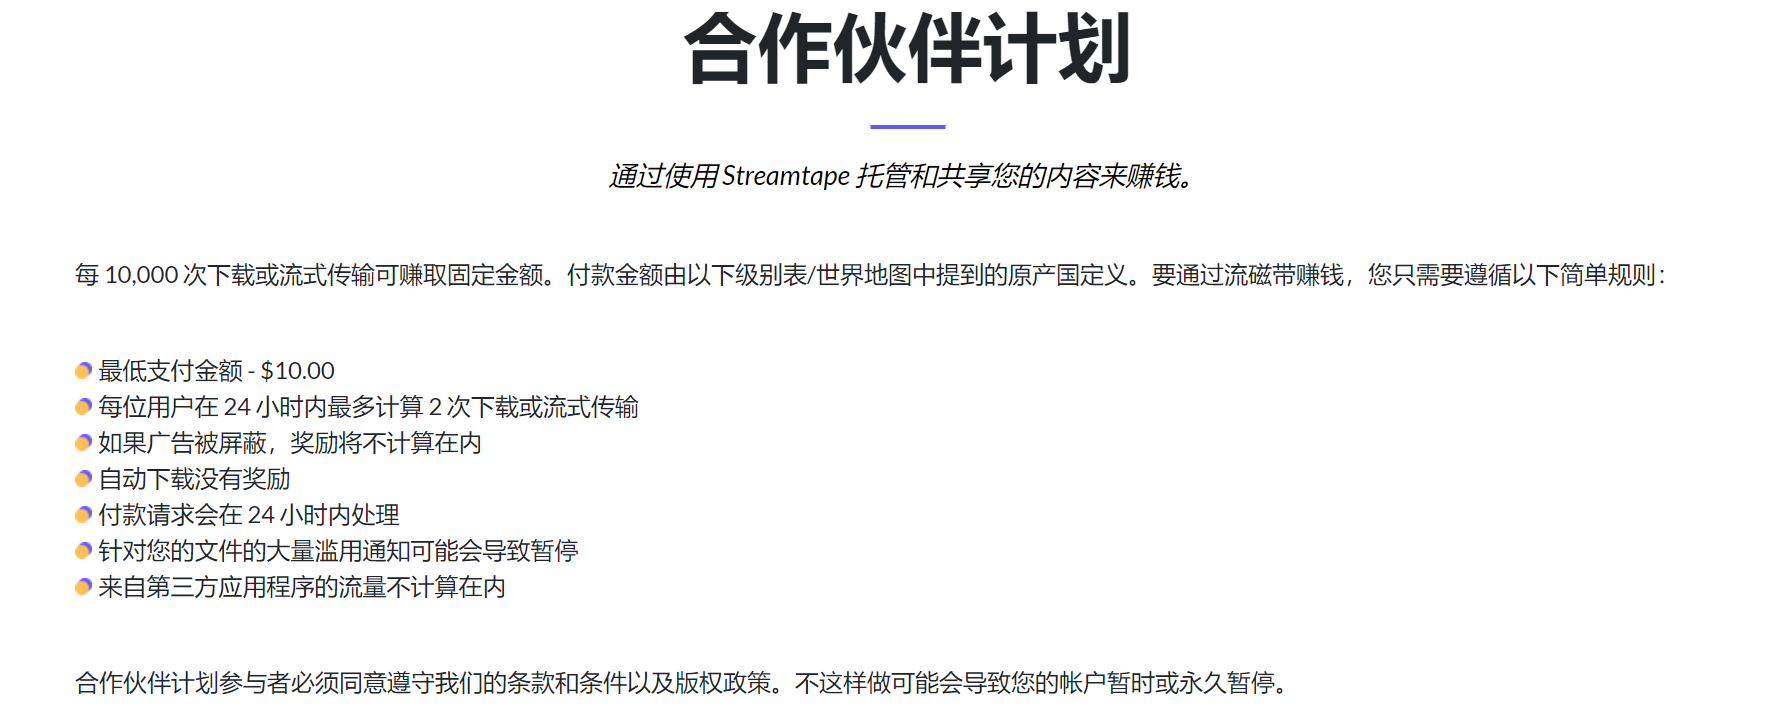 合作伙伴计划
通过使用 Streamtape 托管和共享您的内容来赚钱。
每 10,000 次下载或流式传输可赚取固定金额。付款金额由以下级别表/世界地图中提到的原产国定义。要通过流磁带赚钱，您只需要遵循以下简单规则：
最低支付金额 - $10.00
每位用户在 24 小时内最多计算 2 次下载或流式传输
如果广告被屏蔽，奖励将不计算在内
自动下载没有奖励
付款请求会在 24 小时内处理
针对您的文件的大量滥用通知可能会导致暂停
来自第三方应用程序的流量不计算在内
合作伙伴计划参与者必须同意遵守我们的条款和条件以及版权政策。不这样做可能会导致您的帐户暂时或永久暂停。